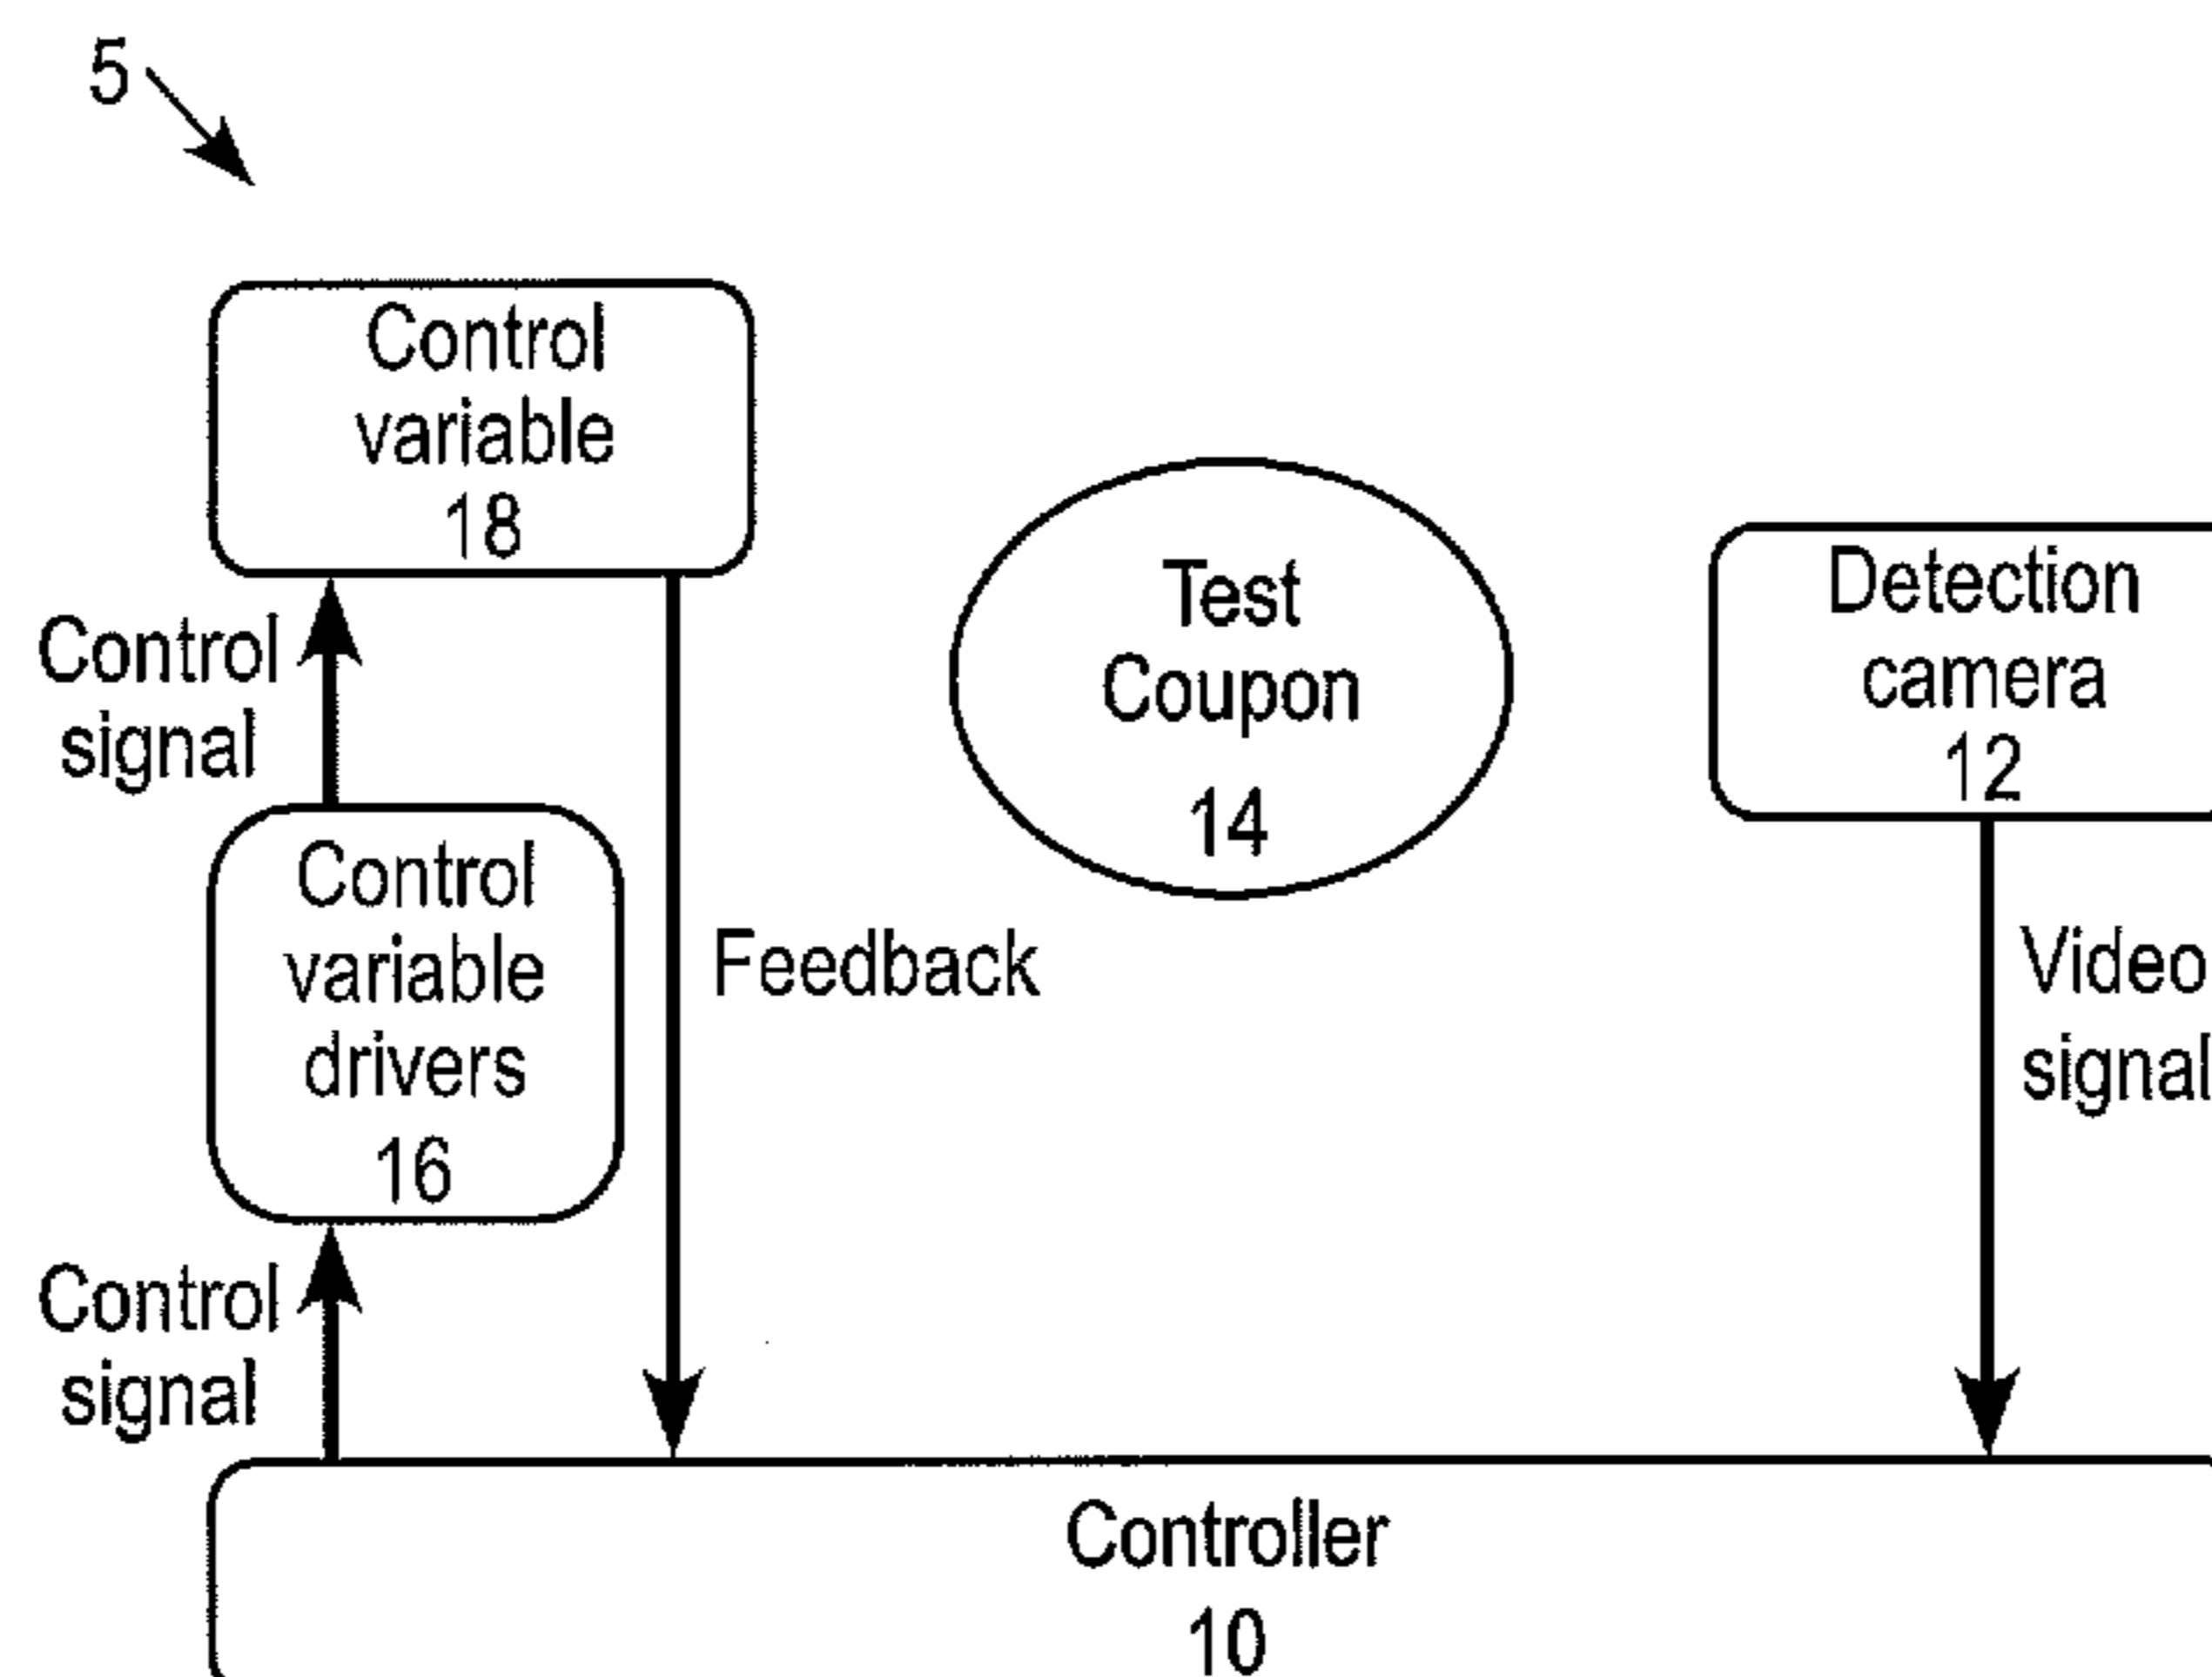 5
Control
variable
18
Control
signal
Test
Coupon
14
Detection
camera
12
Control
variable
drivers
16
Feedback
Video
signal
Control
signal
Controller
10